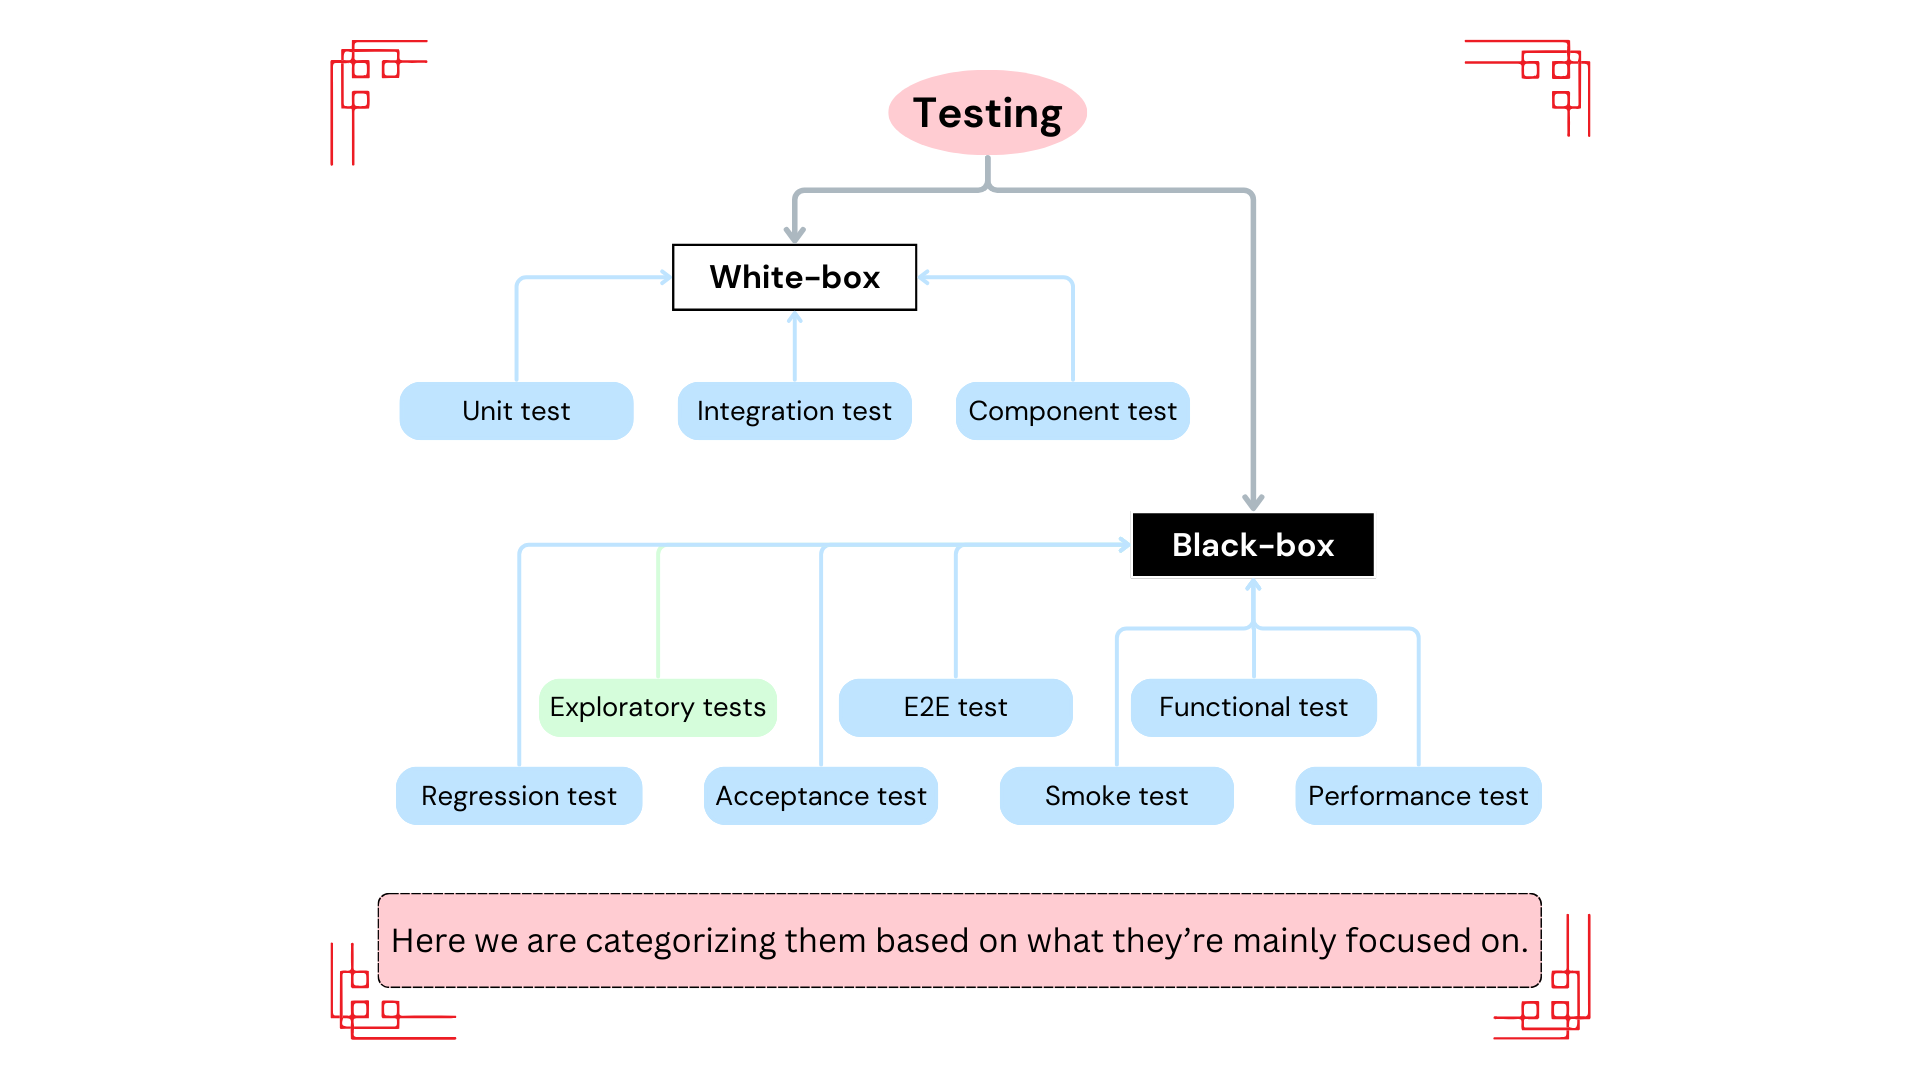 Testing
White-box
Unit test
Integration test
Component test
Black-box
Exploratory tests
E2E test
Functional test
Regression test
Acceptance test
Smoke test
Performance test
Here we are categorizing them based on what they’re mainly focused on.